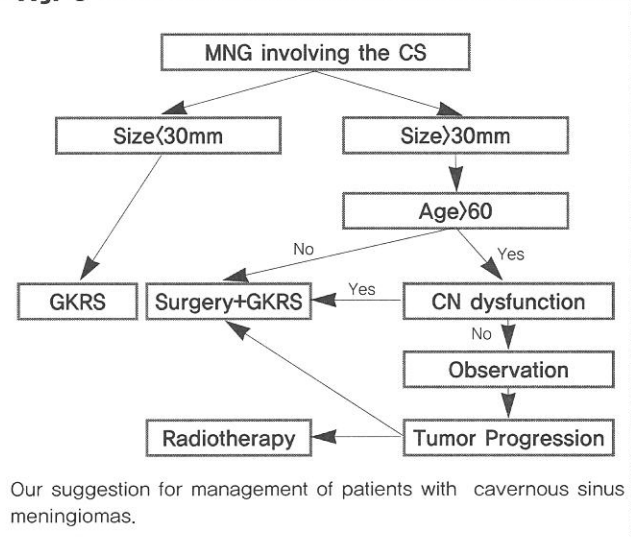 MNG involving the CS
Size<30mm
Size>30mm
Age>60
No
Yes
GKRS
Surgery+GKRS
Yes
CN dysfunction
No
Observation
Radiotherapy
Tumor Progression
Our suggestion for management of patients with cavernous sinus
meningiomas.